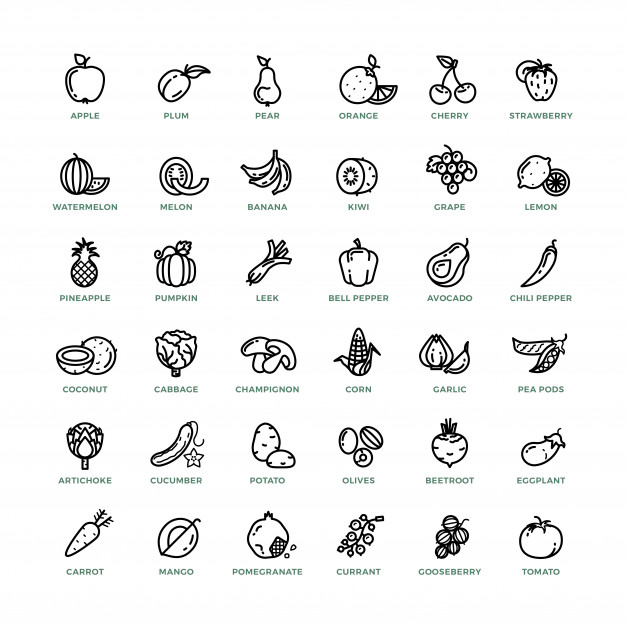 APPLE PLUM PEAR ORANGE CHERRY STRAWBERRY
WATERMELON MELON BANANA KIWI GRAPE LEMON
PINEAPPLE PUMPKIN LEEK BELL PEPPER AVOCADO CHILI PEPPER
COCONUT CABBAGE CHAMPIGNON CORN GARLIC PEA PODS
ARTICHOKE CUCUMBER POTATO OLIVES BEETROOT EGGPLANT
CARROT MANGO POMEGRANATE CURRANT GOOSEBERRY TOMATO